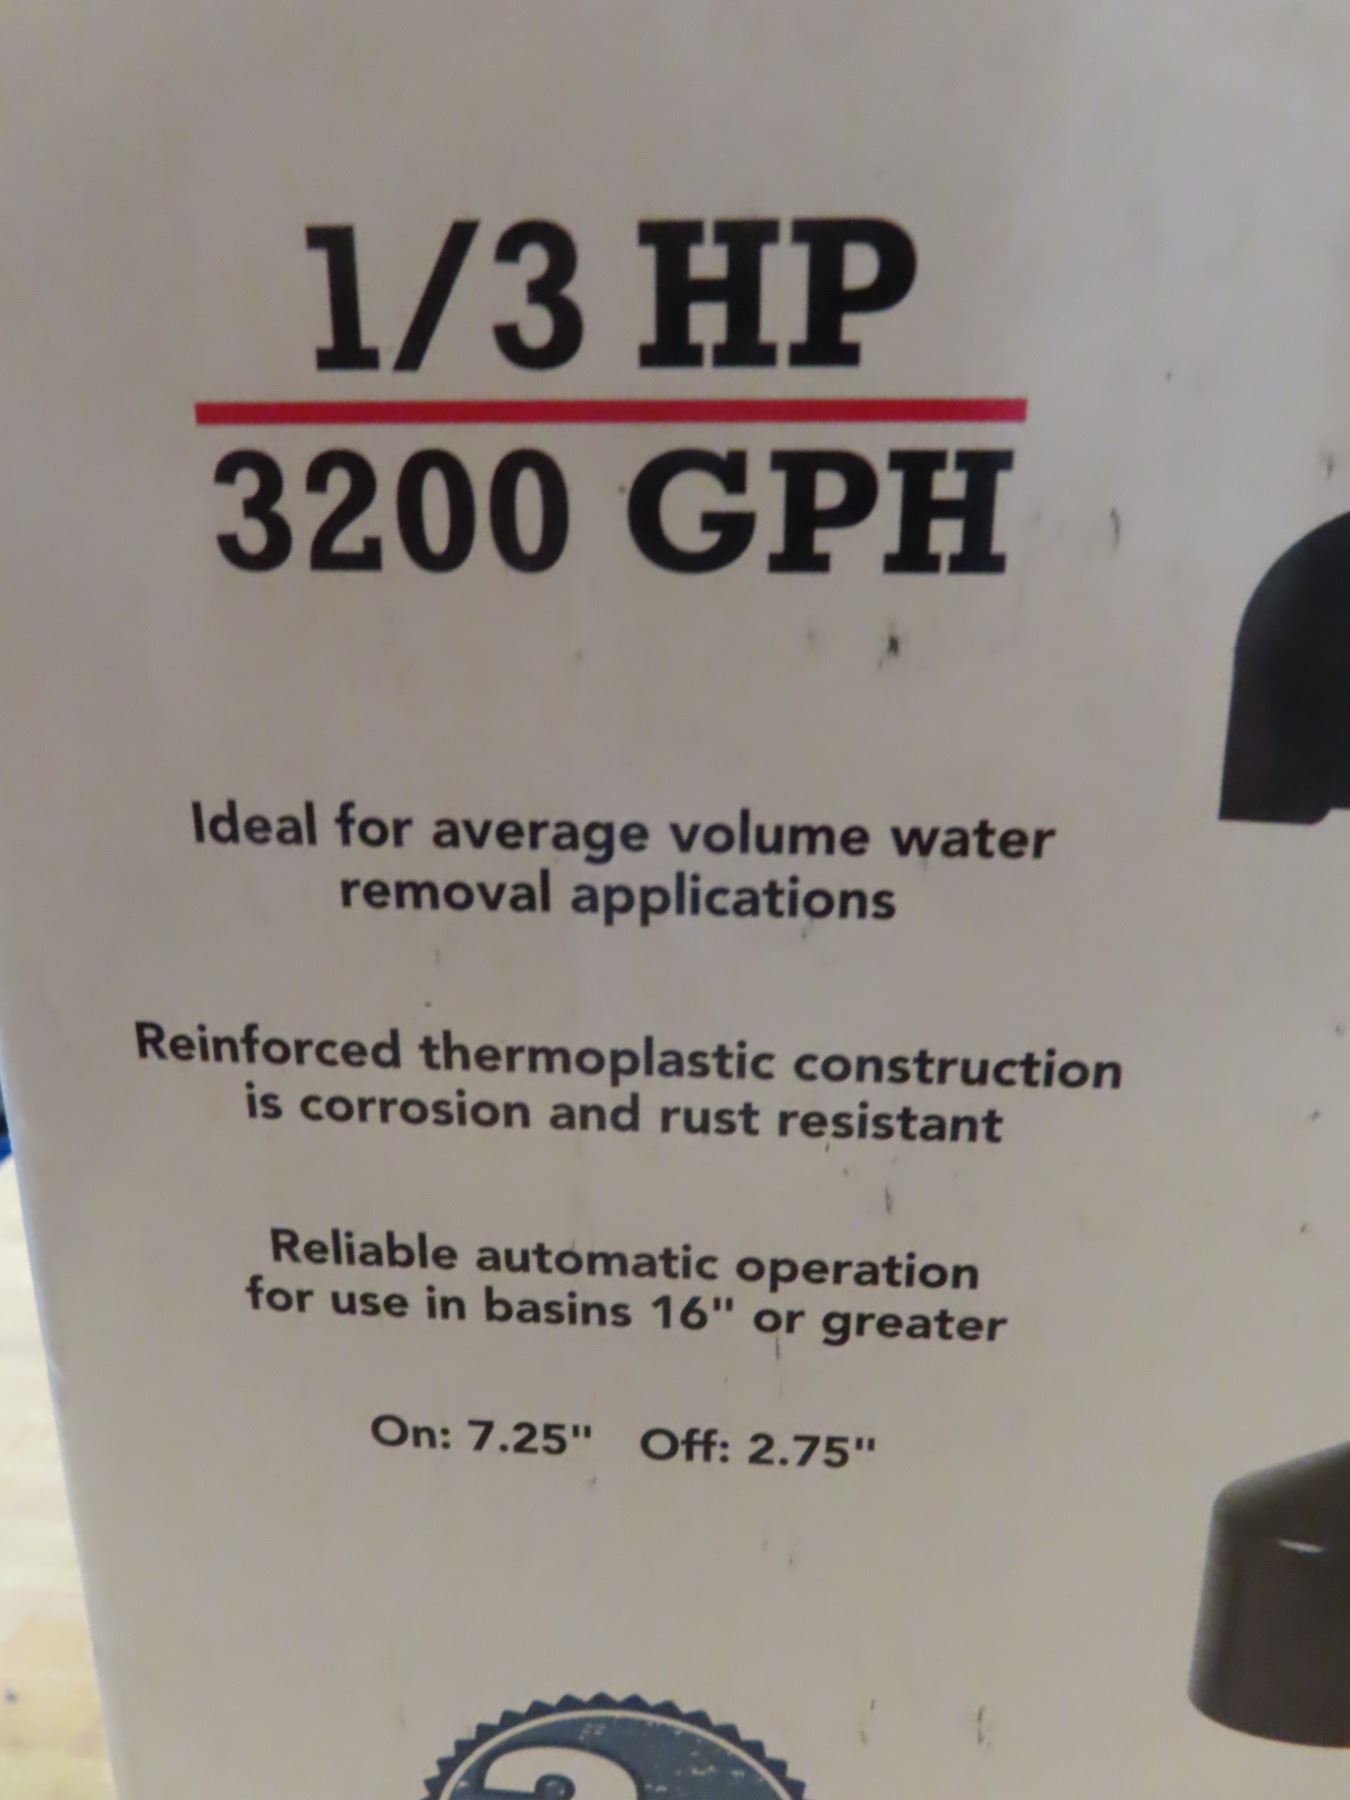 1/3 HP
3200 GPH
Ideal for average volume water
removal applications
Reinforced thermoplastic construction
is corrosion and rust resistant
Reliable automatic operation
for use in basins 16" or greater
On: 7.25" Off: 2.75"